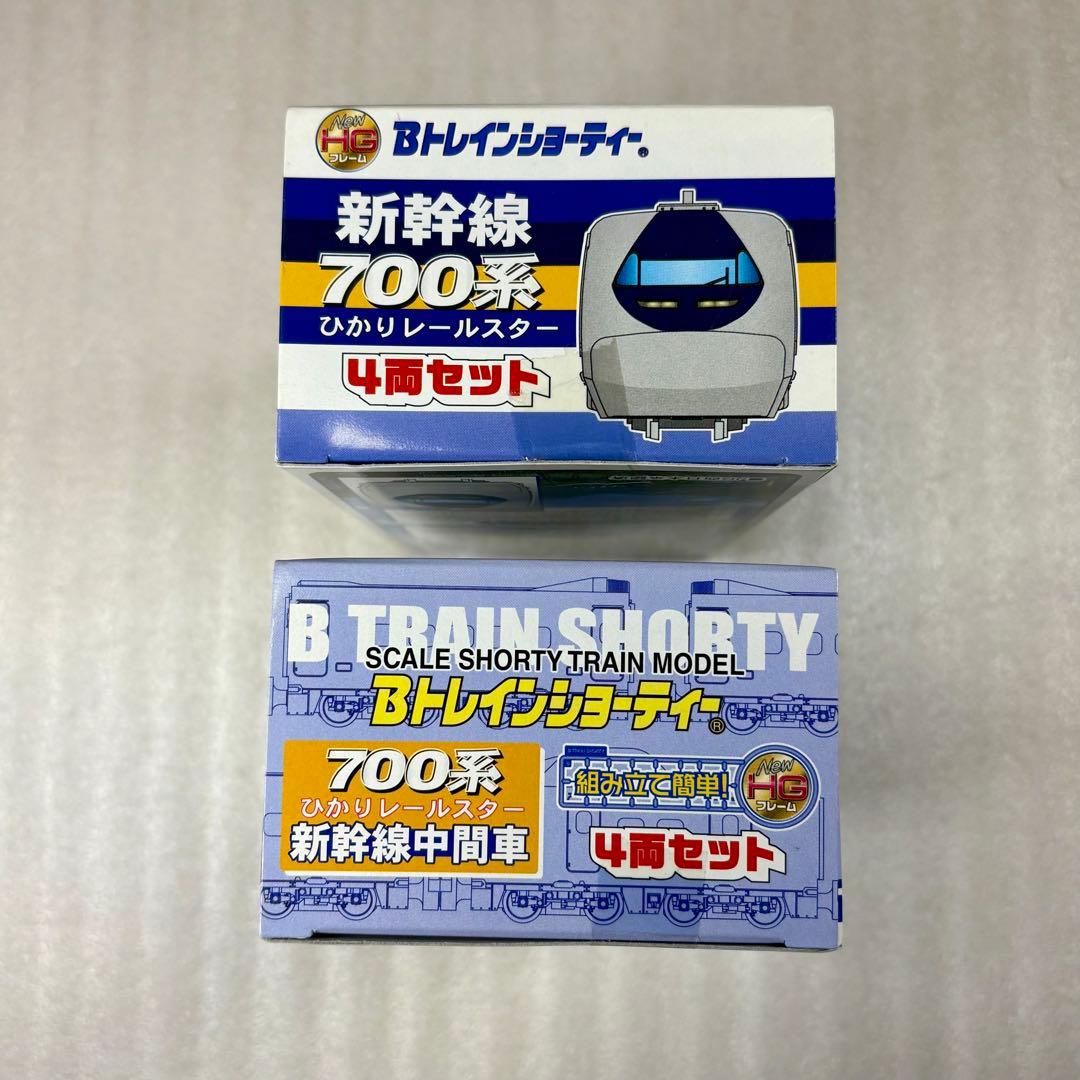 New
HG
フレーム
Bトレインショーティー®
新幹線
700系
ひかりレールスター
4両セット
B TRAIN SHORTY
SCALE SHORTY TRAIN MODEL
Bトレインショーティー®
700系
ひかりレールスター
新幹線中間車
組み立て簡単!
New
HG
フレーム
4両セット